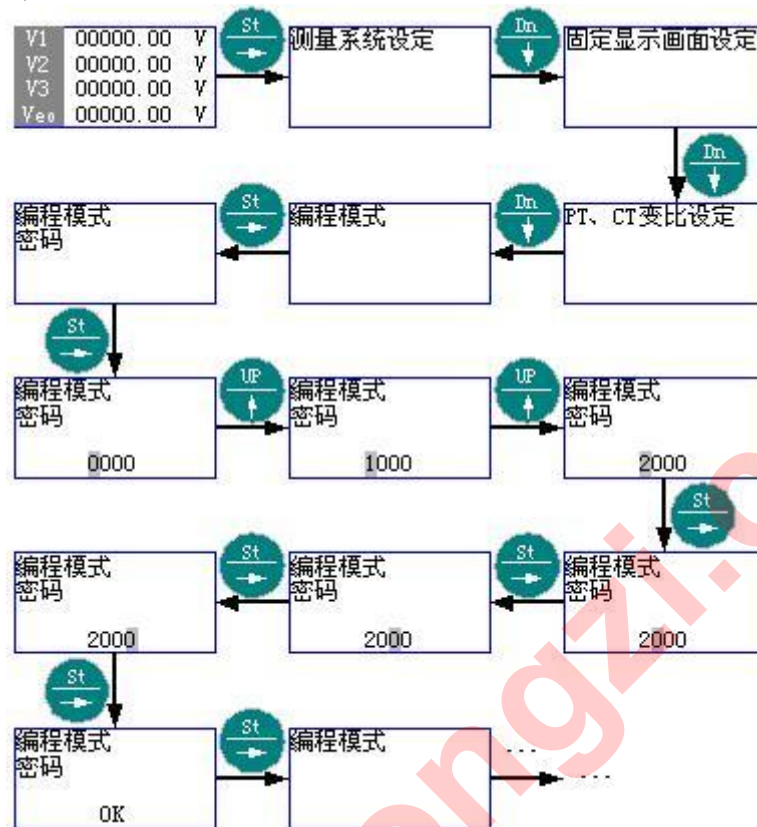 V1 00000.00 V
V2 00000.00 V
V3 00000.00 V
Veo 00000.00 V
St
测量系统设定
Dn
固定显示画面设定
Dn
编程模式
密码
St
编程模式
Dn
PT、CT变比设定
St
编程模式
密码
0000
UP
编程模式
密码
1000
UP
编程模式
密码
2000
St
编程模式
密码
2000
St
编程模式
密码
2000
St
编程模式
密码
2000
St
编程模式
密码
OK
St
编程模式
...
...